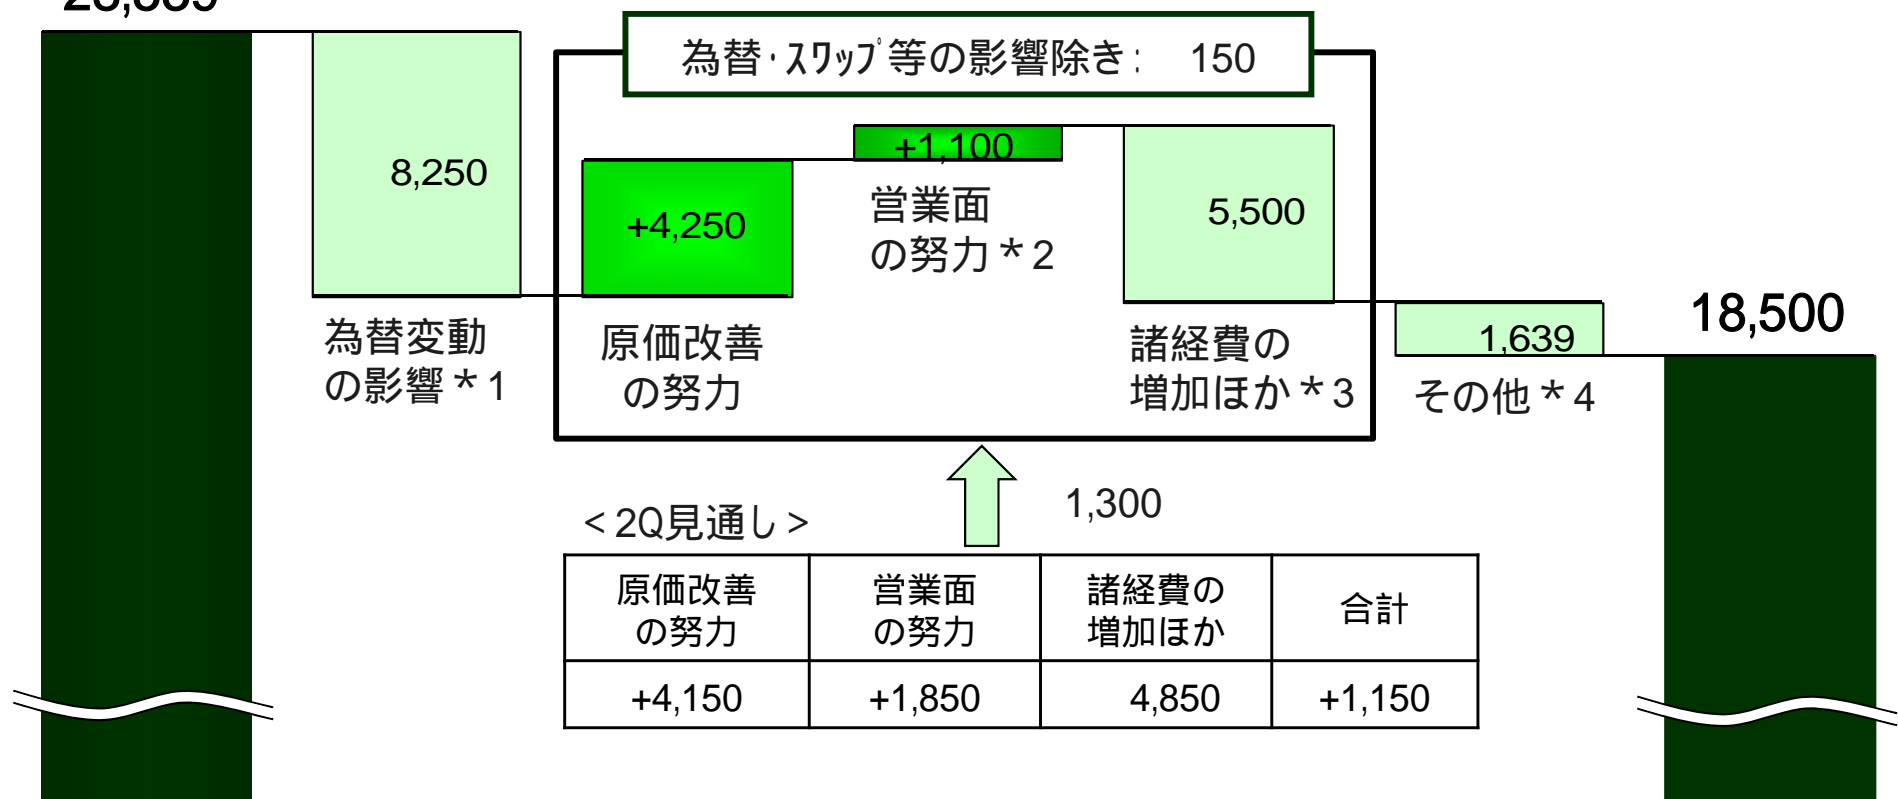 為替･ｽﾜｯﾌﾟ等の影響除き： 150
+1,100
8,250
+4,250
営業面
の努力＊2
5,500
18,500
為替変動
の影響＊1
原価改善
の努力
諸経費の
増加ほか＊3
1,639
その他＊4
1,300
＜2Q見通し＞
原価改善
の努力
営業面
の努力
諸経費の
増加ほか
合計
+4,150
+1,850
4,850
+1,150